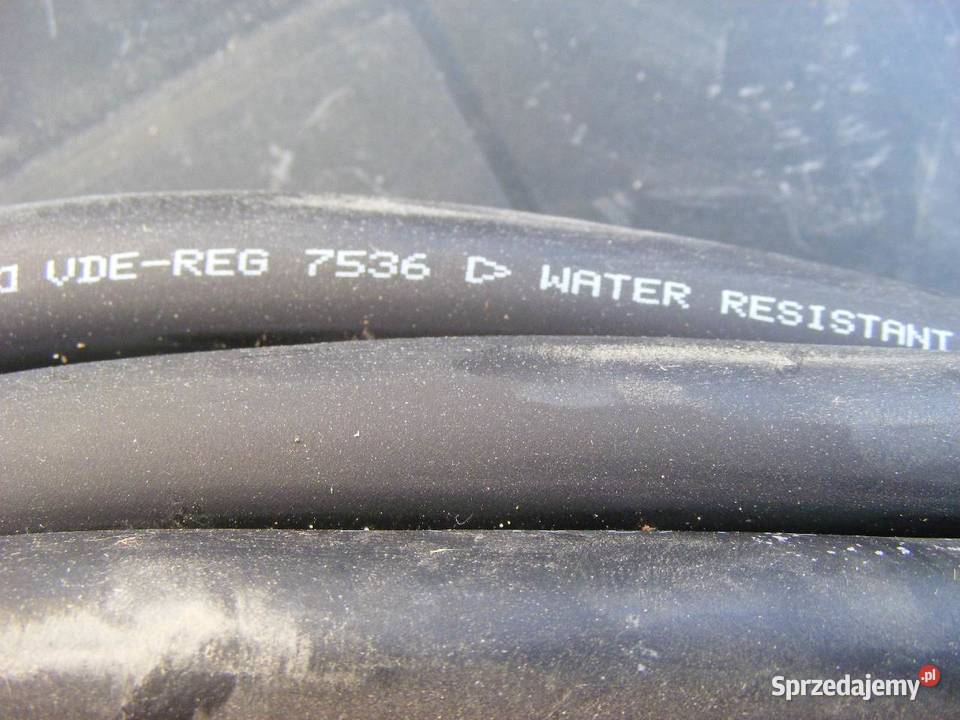 ◁ VDE-REG 7536 ▷ WATER RESISTANT
Sprzedajemy.pl